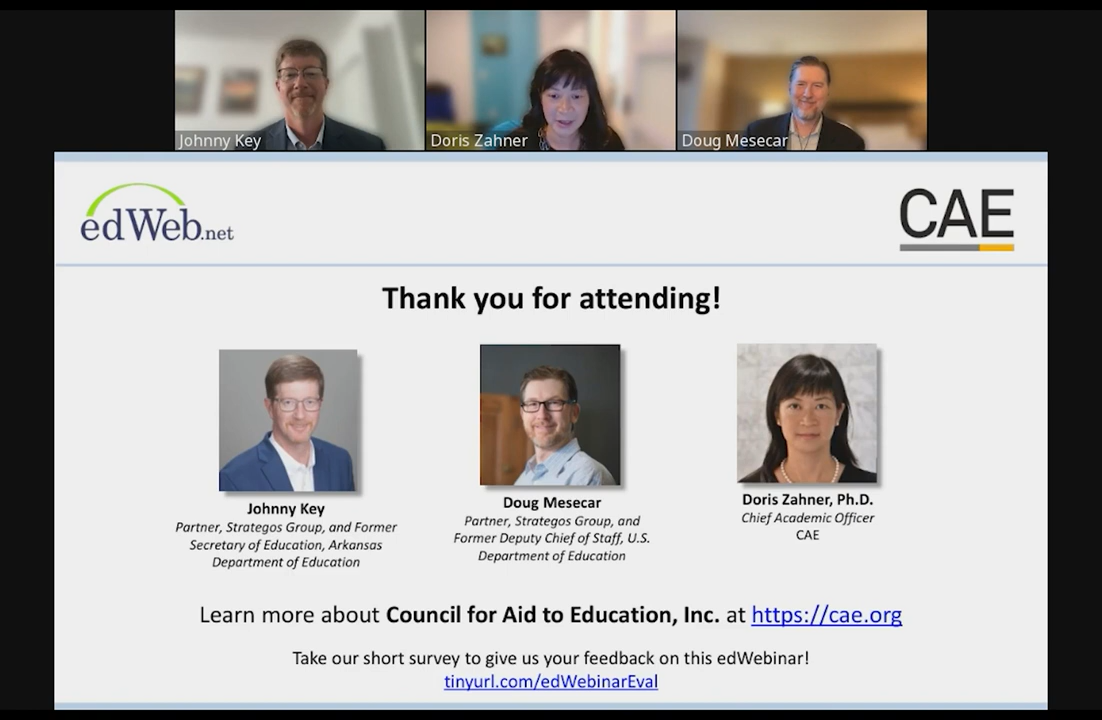 Johnny Key
Doris Zahner
Doug Mesecar
edWeb.net
CAE
Thank you for attending!
Johnny Key
Partner, Strategos Group, and Former
Secretary of Education, Arkansas
Department of Education
Doug Mesecar
Partner, Strategos Group, and
Former Deputy Chief of Staff, U.S.
Department of Education
Doris Zahner, Ph.D.
Chief Academic Officer
CAE
Learn more about Council for Aid to Education, Inc. at https://cae.org
Take our short survey to give us your feedback on this edWebinar!
tinyurl.com/edWebinarEval